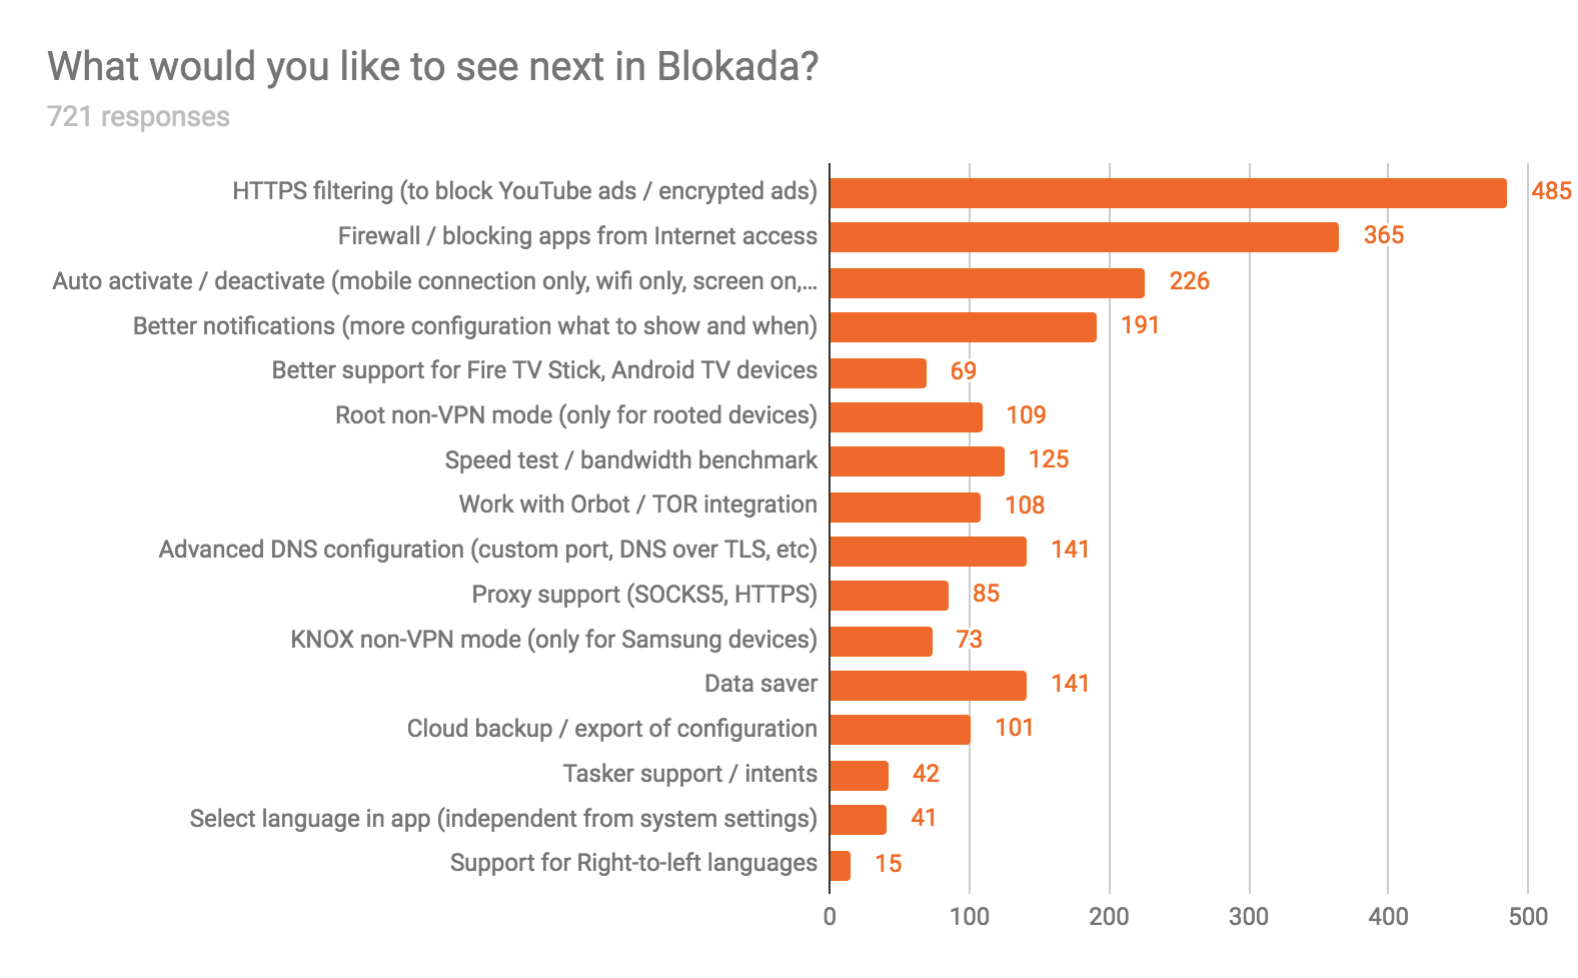 What would you like to see next in Blokada?
721 responses
HTTPS filtering (to block YouTube ads / encrypted ads) 485
Firewall / blocking apps from Internet access 365
Auto activate / deactivate (mobile connection only, wifi only, screen on,... 226
Better notifications (more configuration what to show and when) 191
Better support for Fire TV Stick, Android TV devices 69
Root non-VPN mode (only for rooted devices) 109
Speed test / bandwidth benchmark 125
Work with Orbot / TOR integration 108
Advanced DNS configuration (custom port, DNS over TLS, etc) 141
Proxy support (SOCKS5, HTTPS) 85
KNOX non-VPN mode (only for Samsung devices) 73
Data saver 141
Cloud backup / export of configuration 101
Tasker support / intents 42
Select language in app (independent from system settings) 41
Support for Right-to-left languages 15
0 100 200 300 400 500